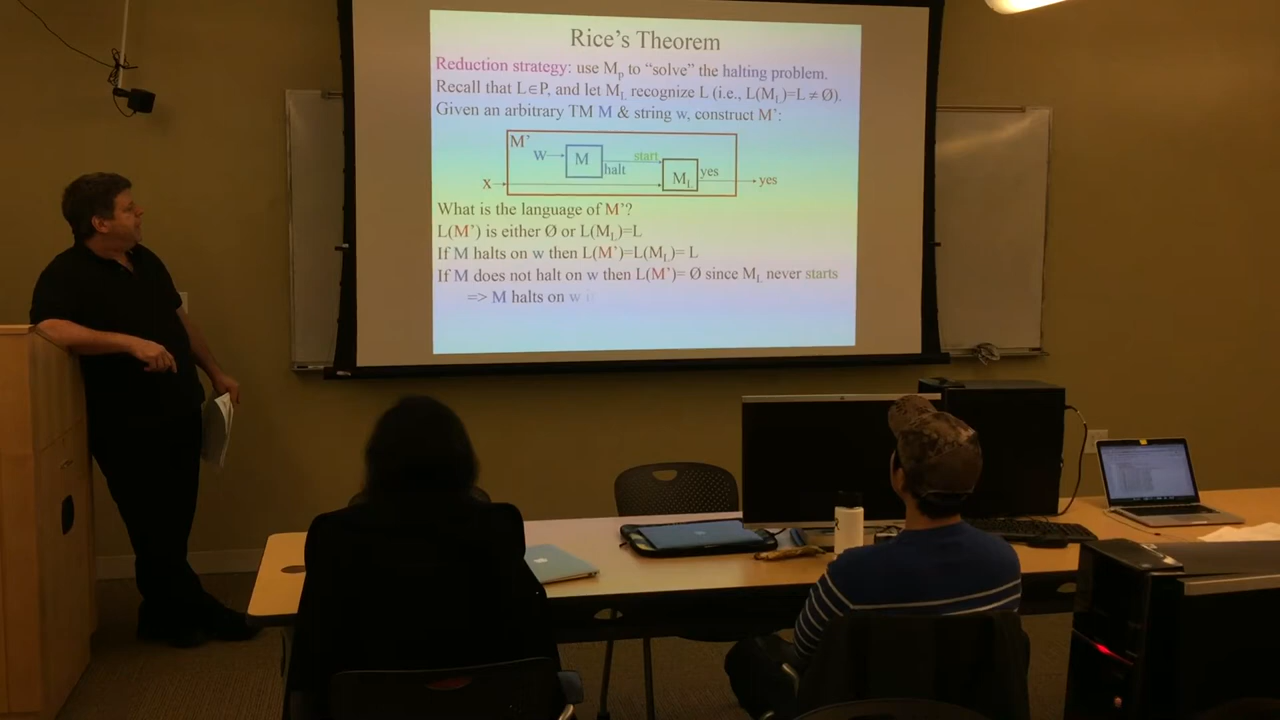 Rice's Theorem
Reduction strategy: use Mp to “solve” the halting problem.
Recall that L∈P, and let ML recognize L (i.e., L(ML)=L ≠ Ø).
Given an arbitrary TM M & string w, construct M’:
M’
W
M
halt
start
X
ML
yes
yes
What is the language of M’?
L(M’) is either Ø or L(ML)=L
If M halts on w then L(M’)=L(ML)= L
If M does not halt on w then L(M’)= Ø since ML never starts
=> M halts on w